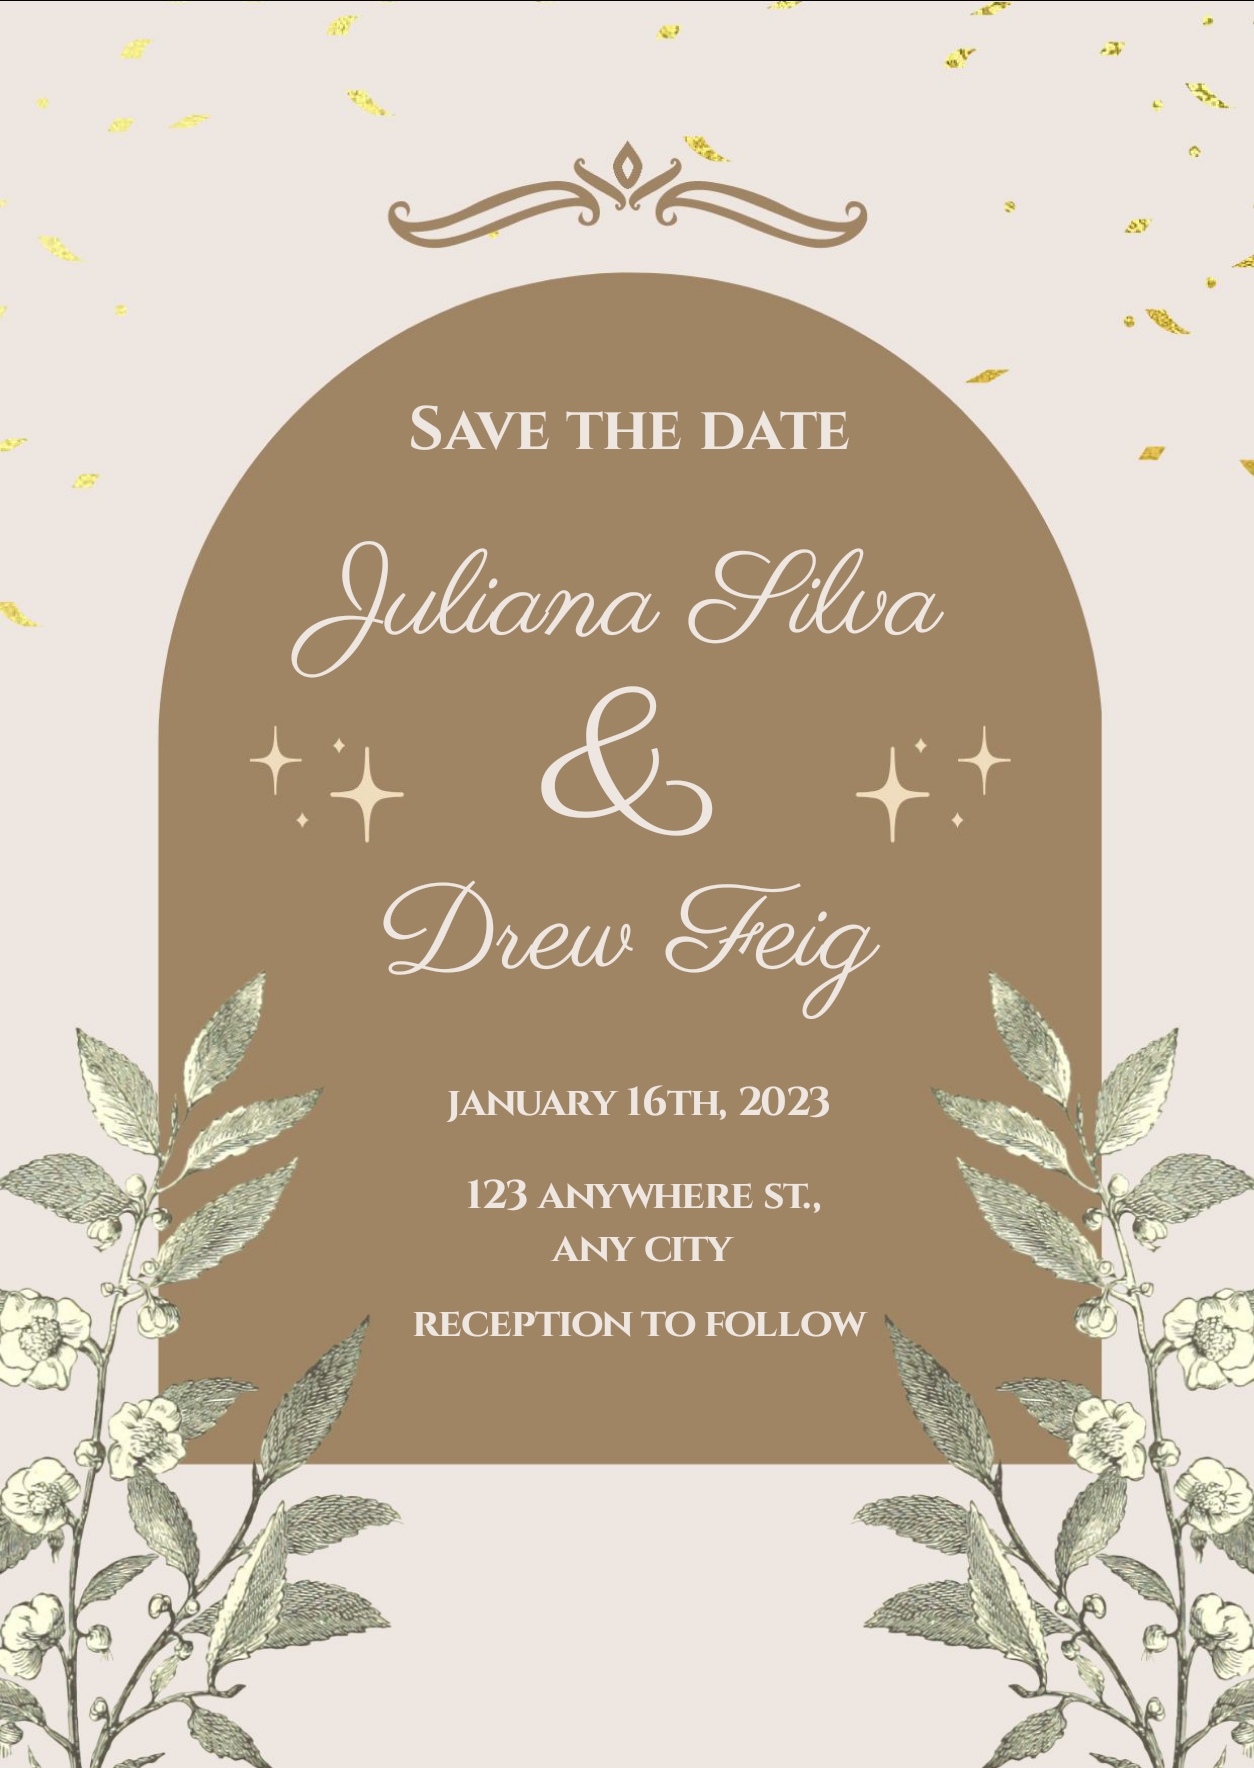 Save the date
Juliana Silva
&
Drew Feig
January 16th, 2023
123 Anywhere St.,
Any City
Reception to follow